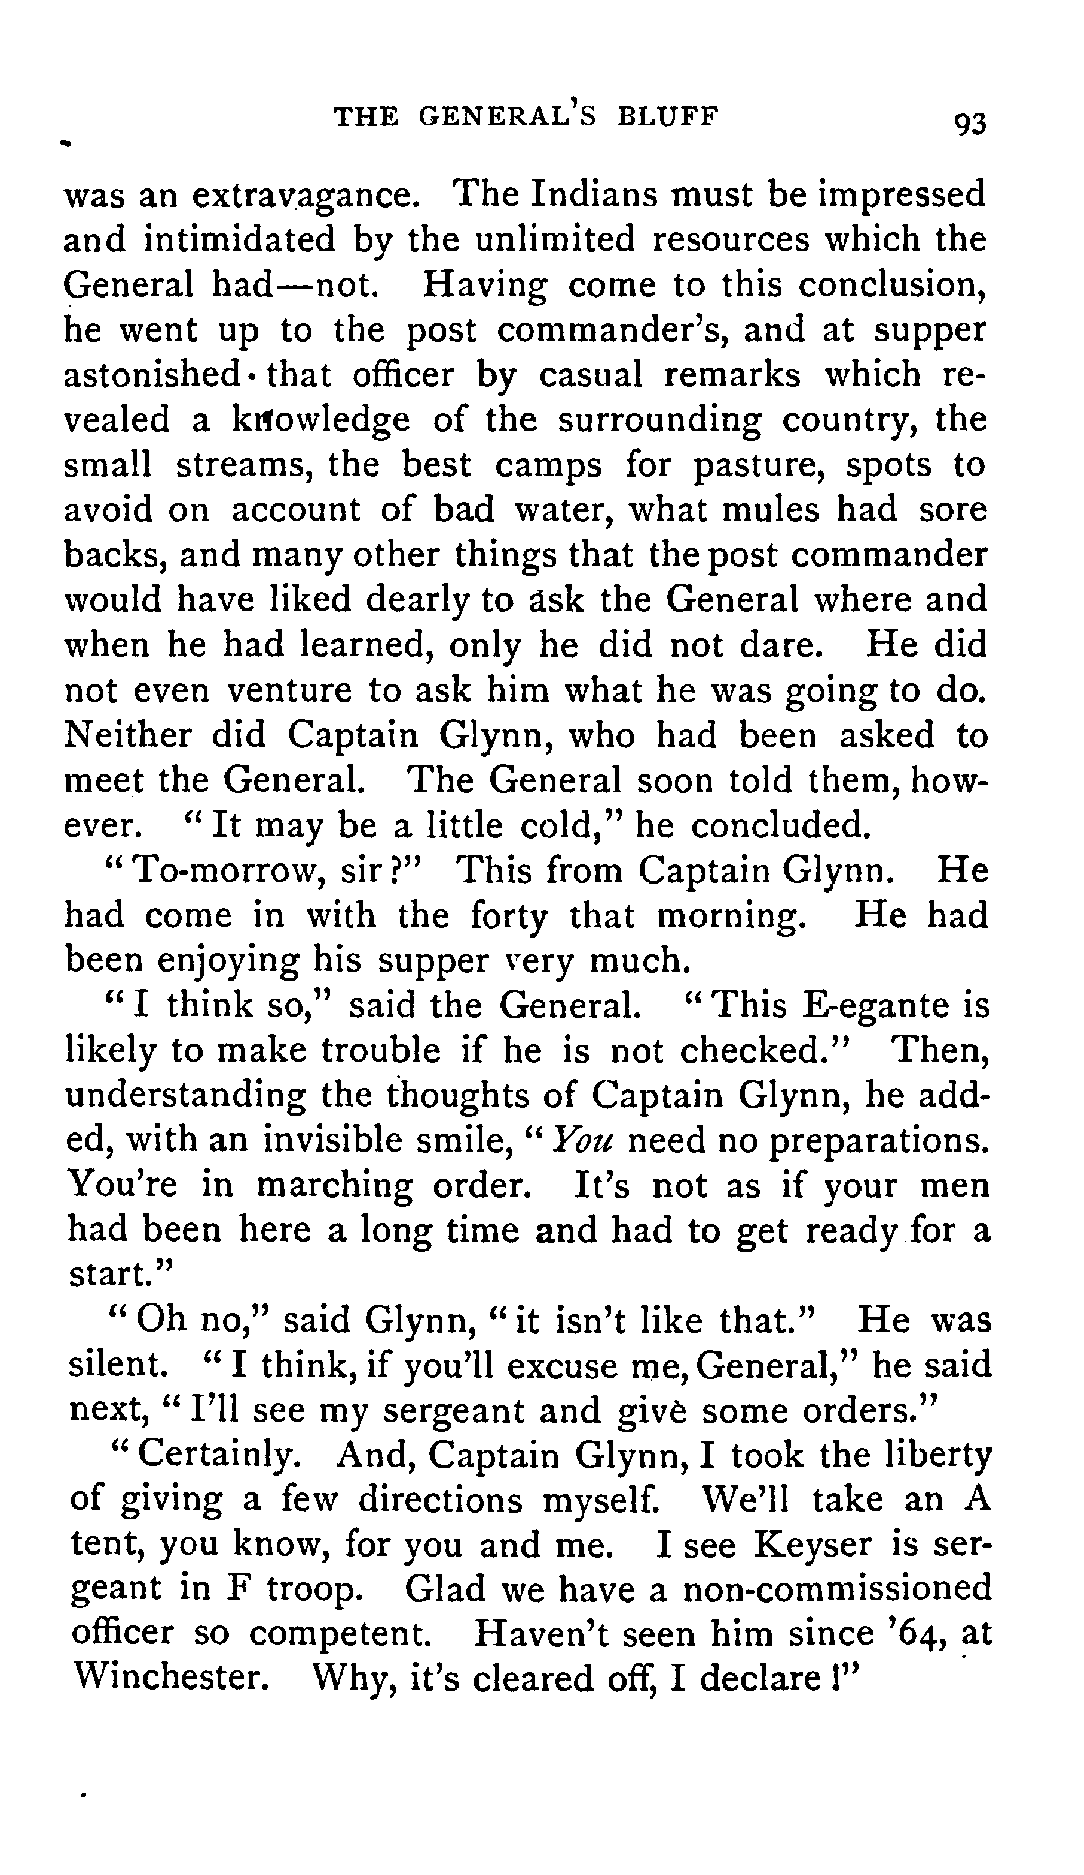 THE GENERAL'S BLUFF 93
was an extravagance. The Indians must be impressed
and intimidated by the unlimited resources which the
General had—not. Having come to this conclusion,
he went up to the post commander's, and at supper
astonished that officer by casual remarks which re-
vealed a knowledge of the surrounding country, the
small streams, the best camps for pasture, spots to
avoid on account of bad water, what mules had sore
backs, and many other things that the post commander
would have liked dearly to ask the General where and
when he had learned, only he did not dare. He did
not even venture to ask him what he was going to do.
Neither did Captain Glynn, who had been asked to
meet the General. The General soon told them, how-
ever. "It may be a little cold," he concluded.
"To-morrow, sir?" This from Captain Glynn. He
had come in with the forty that morning. He had
been enjoying his supper very much.
"I think so," said the General. "This E-egante is
likely to make trouble if he is not checked." Then,
understanding the thoughts of Captain Glynn, he add-
ed, with an invisible smile, "You need no preparations.
You're in marching order. It's not as if your men
had been here a long time and had to get ready for a
start."
"Oh no," said Glynn, "it isn't like that." He was
silent. "I think, if you'll excuse me, General," he said
next, "I'll see my sergeant and give some orders."
"Certainly. And, Captain Glynn, I took the liberty
of giving a few directions myself. We'll take an A
tent, you know, for you and me. I see Keyser is ser-
geant in F troop. Glad we have a non-commissioned
officer so competent. Haven't seen him since '64, at
Winchester. Why, it's cleared off, I declare!"